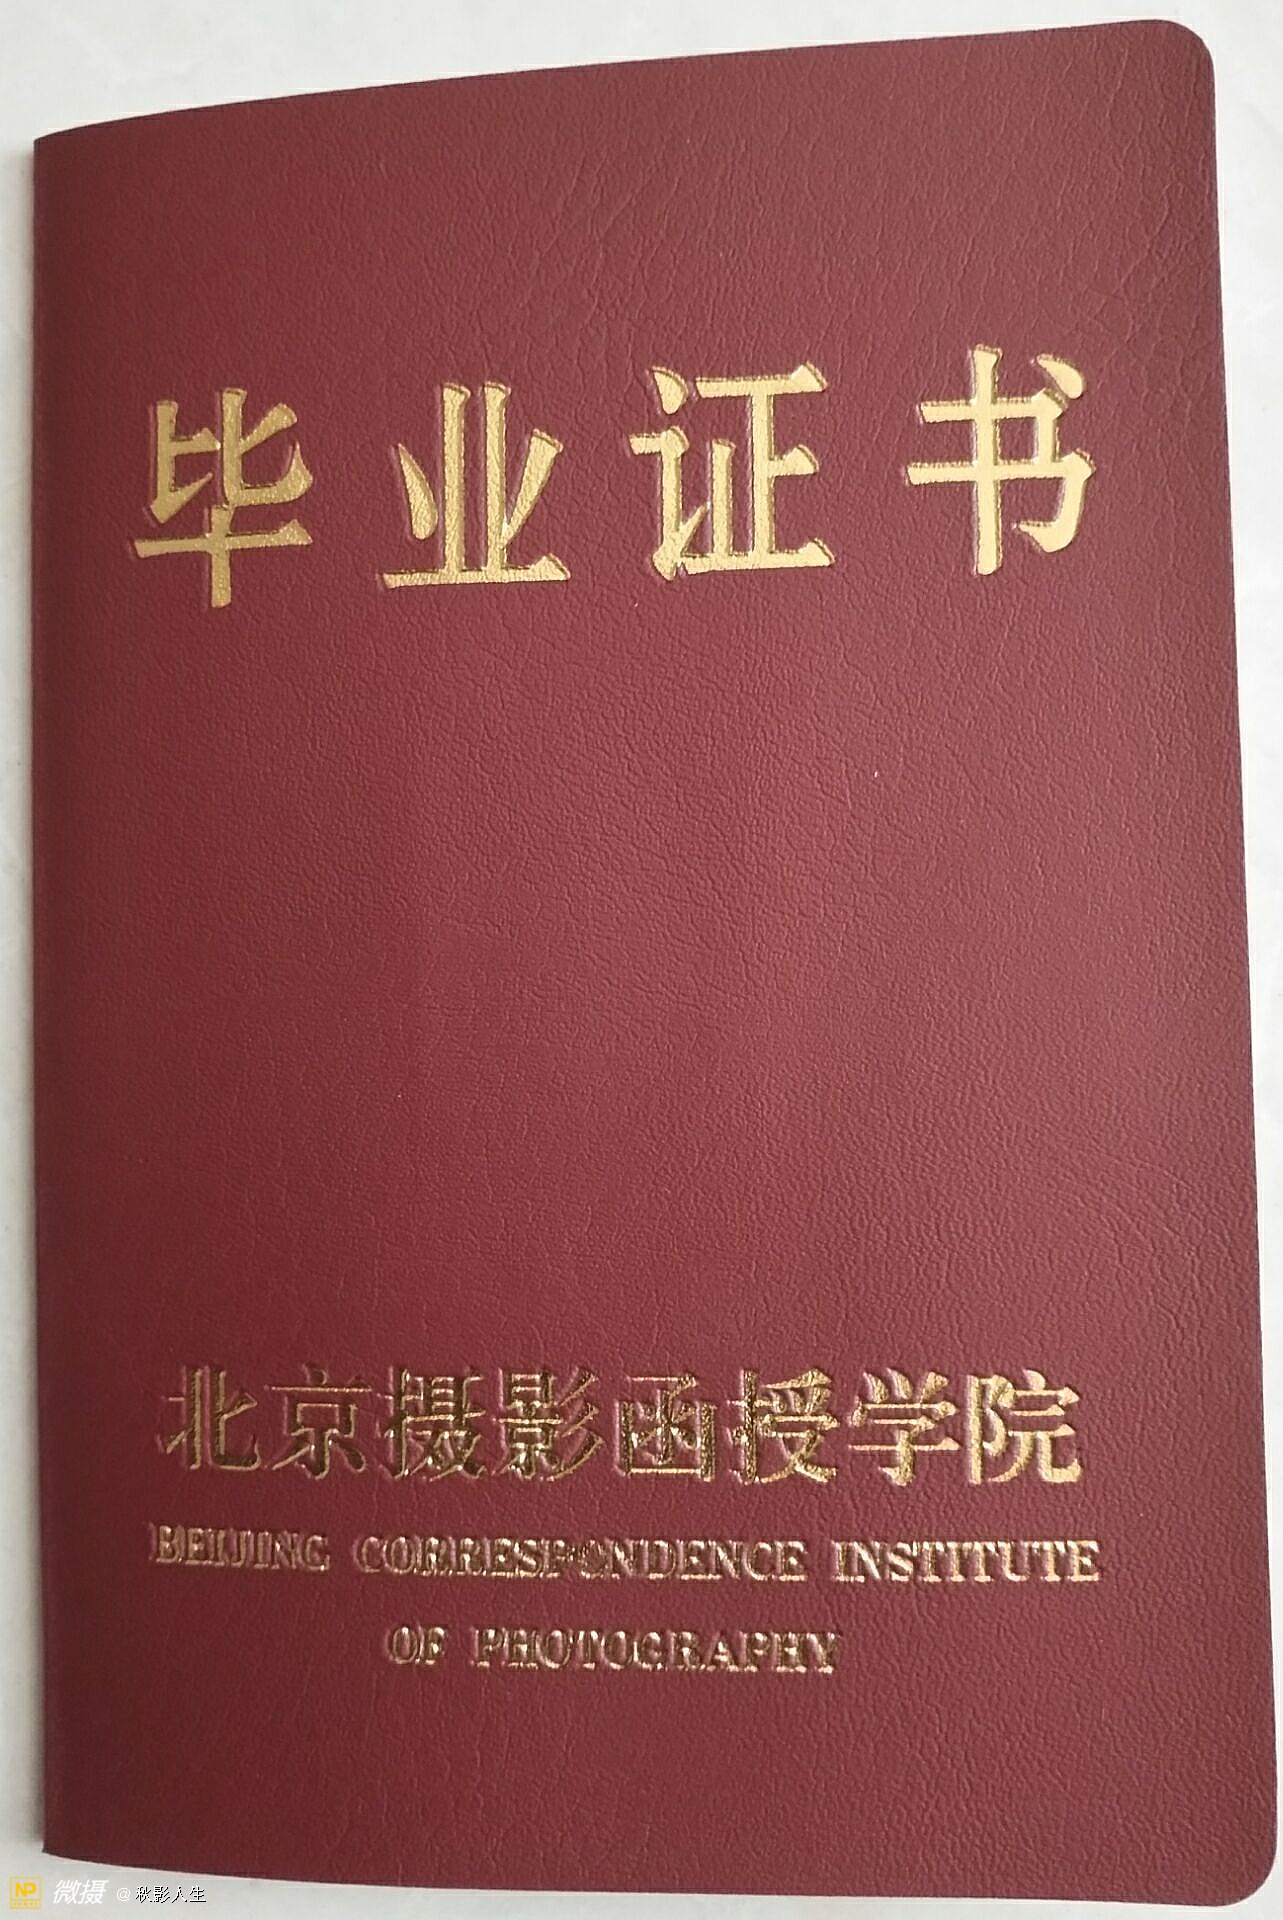 毕业证书
北京摄影函授学院
BEIJING CORRESPONDENCE INSTITUTE
OF PHOTOGRAPHY
NP 微摄 @秋影人生